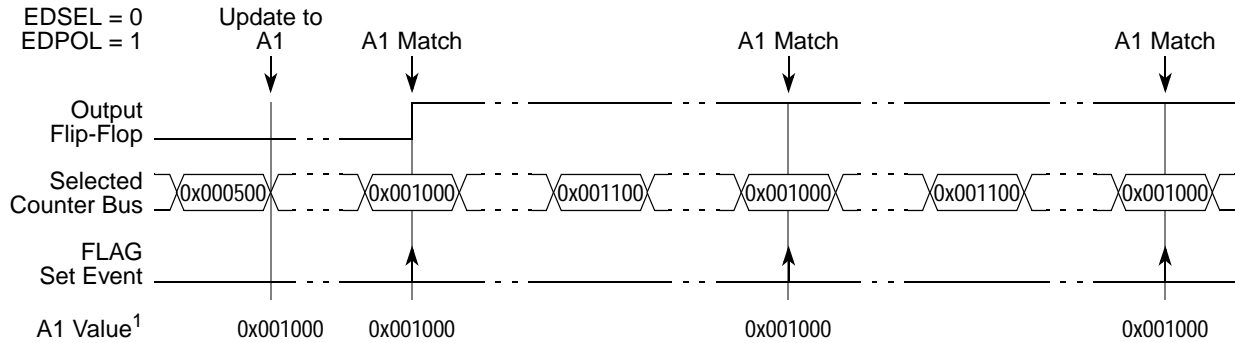 EDSEL = 0
EDPOL = 1
Update to
A1
A1 Match
A1 Match
A1 Match
Output
Flip-Flop
Selected
Counter Bus
0x000500
0x001000
0x001100
0x001000
0x001100
0x001000
FLAG
Set Event
A1 Value1 0x001000 0x001000 0x001000 0x001000